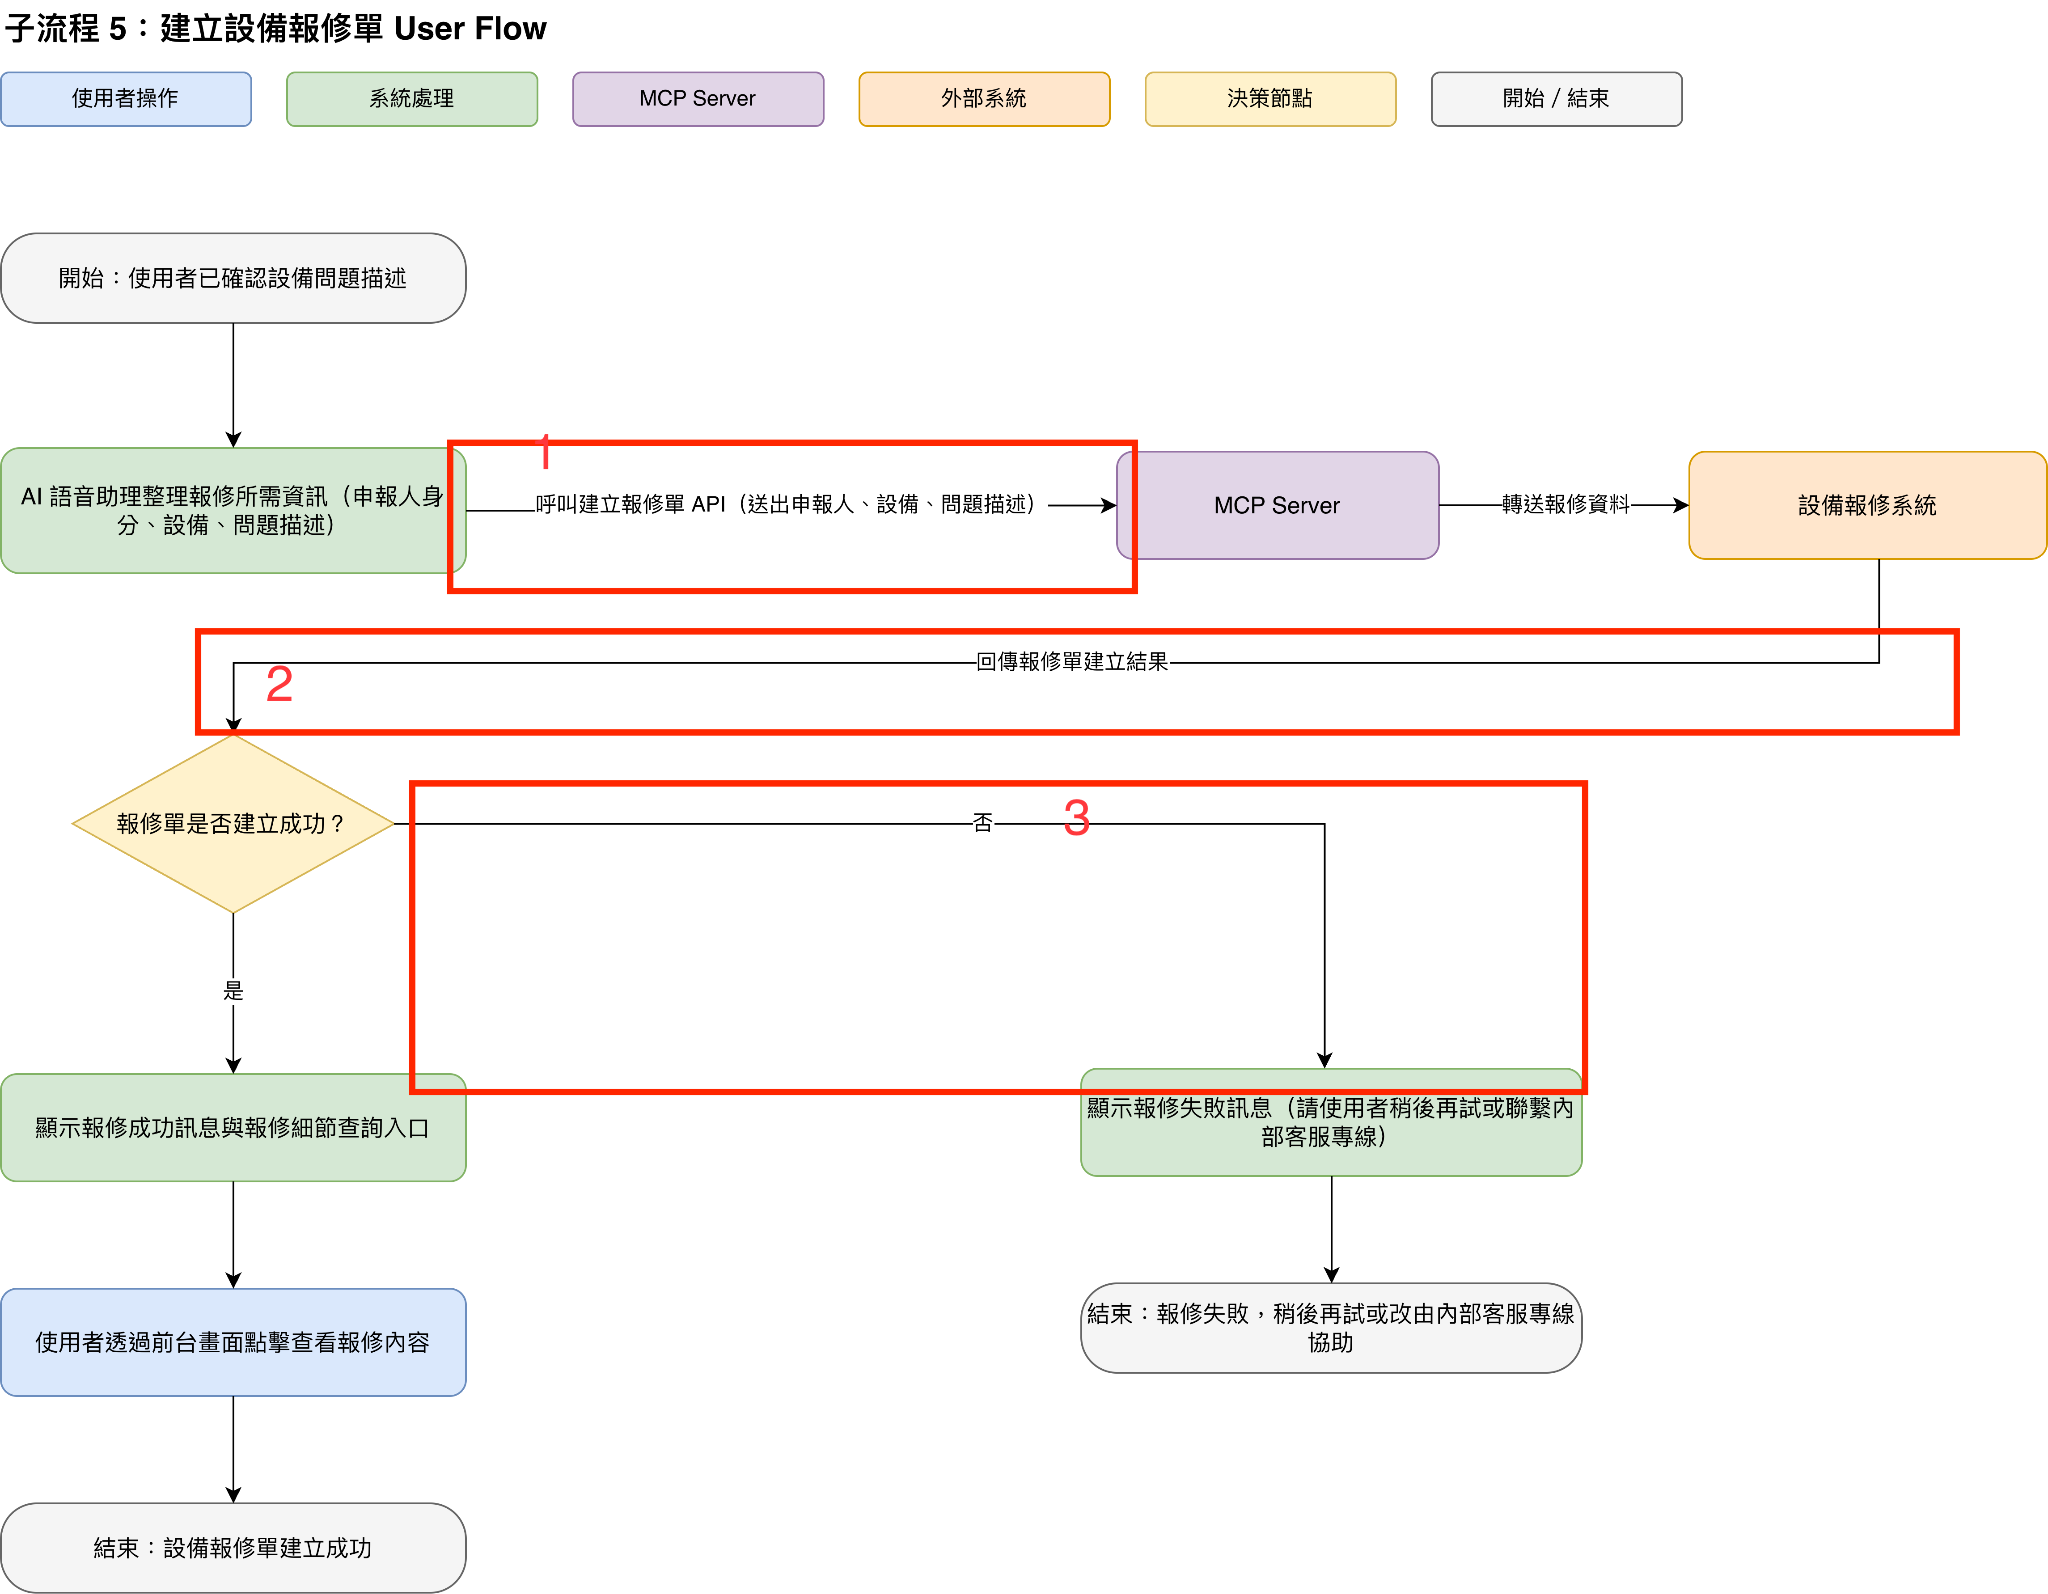 子流程 5：建立設備報修單 User Flow
使用者操作
系統處理
MCP Server
外部系統
決策節點
開始 / 結束
開始：使用者已確認設備問題描述
1
AI 語音助理整理報修所需資訊（申報人身
分、設備、問題描述）
呼叫建立報修單 API（送出申報人、設備、問題描述）
MCP Server
轉送報修資料
設備報修系統
回傳報修單建立結果
2
報修單是否建立成功？
否
3
是
顯示報修成功訊息與報修細節查詢入口
顯示報修失敗訊息（請使用者稍後再試或聯繫內
部客服專線）
使用者透過前台畫面點擊查看報修內容
結束：報修失敗，稍後再試或改由內部客服專線
協助
結束：設備報修單建立成功